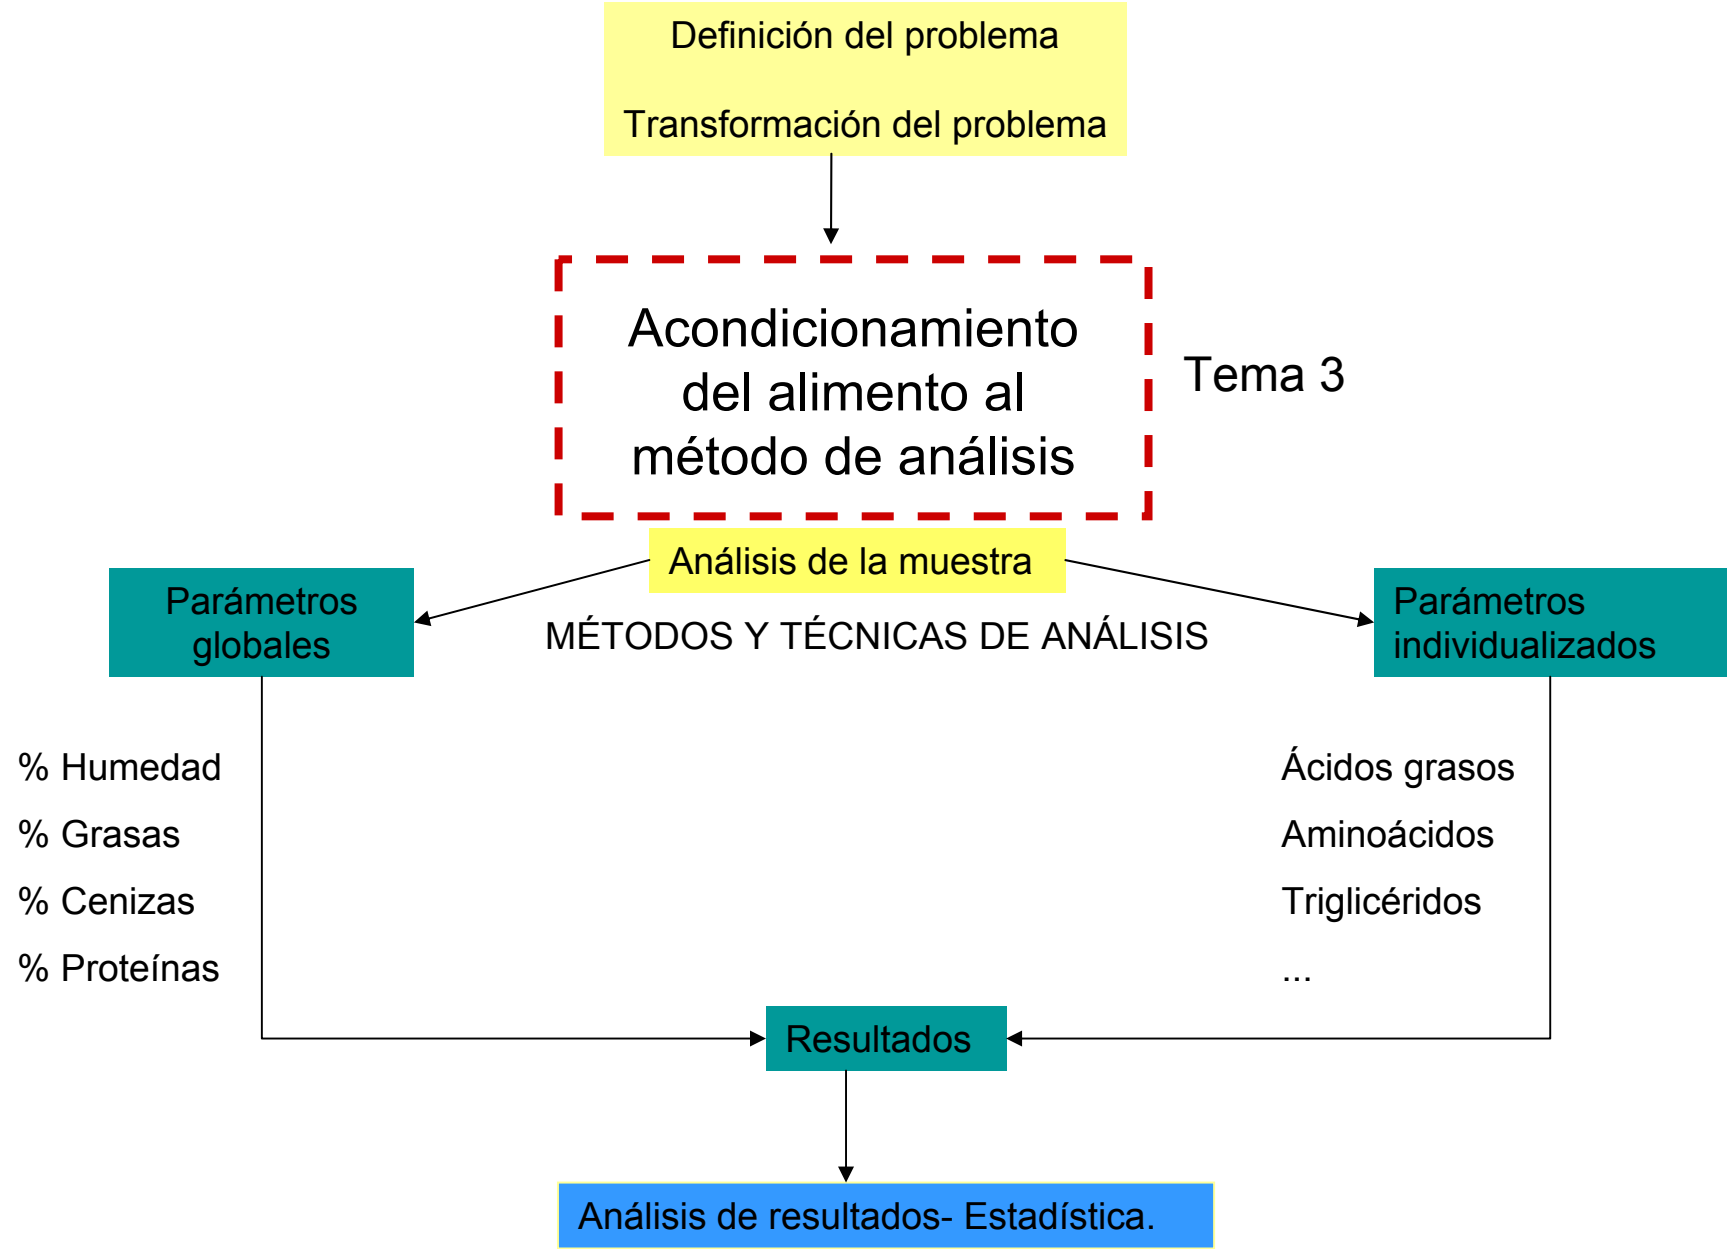 Definición del problema
Transformación del problema
Acondicionamiento
del alimento al
método de análisis
Tema 3
Análisis de la muestra
Parámetros
globales
MÉTODOS Y TÉCNICAS DE ANÁLISIS
Parámetros
individualizados
% Humedad
% Grasas
% Cenizas
% Proteínas
Ácidos grasos
Aminoácidos
Triglicéridos
...
Resultados
Análisis de resultados- Estadística.